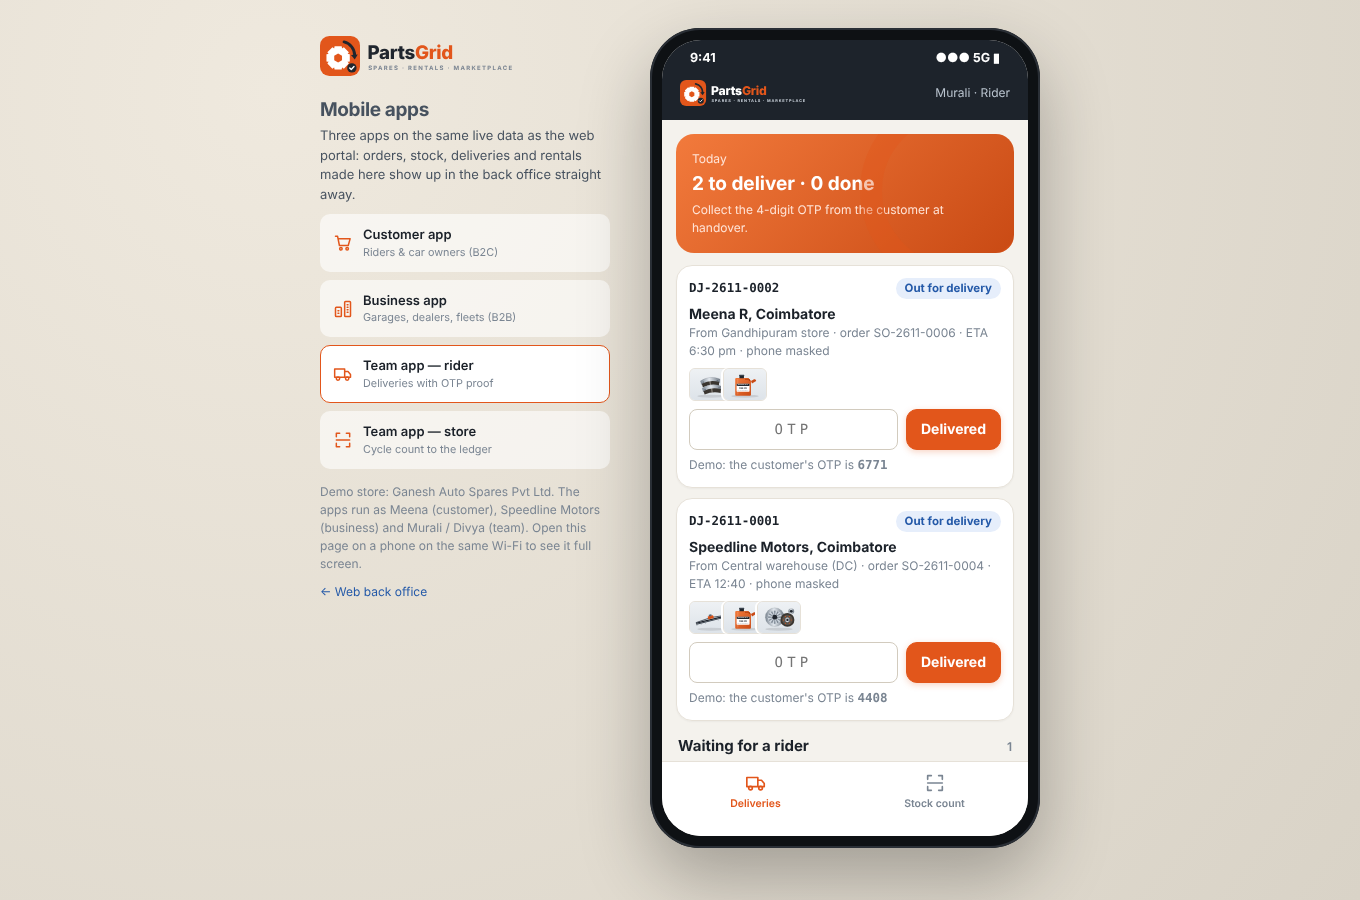 PartsGrid
SPARES · RENTALS · MARKETPLACE
Mobile apps
Three apps on the same live data as the web
portal: orders, stock, deliveries and rentals
made here show up in the back office straight
away.
Customer app
Riders & car owners (B2C)
Business app
Garages, dealers, fleets (B2B)
Team app — rider
Deliveries with OTP proof
Team app — store
Cycle count to the ledger
Demo store: Ganesh Auto Spares Pvt Ltd. The
apps run as Meena (customer), Speedline Motors
(business) and Murali / Divya (team). Open this
page on a phone on the same Wi-Fi to see it full
screen.
← Web back office
9:41
●●● 5G ▮
PartsGrid
SPARES · RENTALS · MARKETPLACE
Murali · Rider
Today
2 to deliver · 0 done
Collect the 4-digit OTP from the customer at
handover.
DJ-2611-0002
Out for delivery
Meena R, Coimbatore
From Gandhipuram store · order SO-2611-0006 · ETA
6:30 pm · phone masked
OTP
Delivered
Demo: the customer's OTP is 6771
DJ-2611-0001
Out for delivery
Speedline Motors, Coimbatore
From Central warehouse (DC) · order SO-2611-0004 ·
ETA 12:40 · phone masked
OTP
Delivered
Demo: the customer's OTP is 4408
Waiting for a rider
1
Deliveries
Stock count